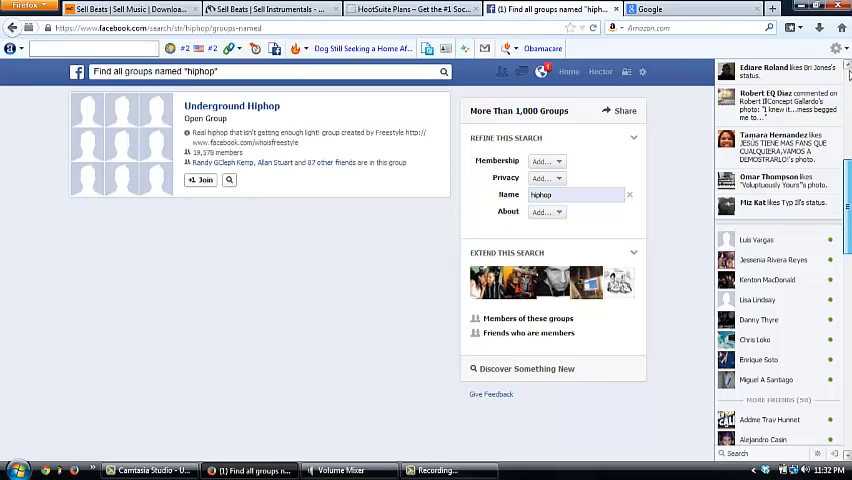 Firefox
Sell Beats | Sell Music | Downloa...
Sell Beats | Sell Instrumentals - ...
HootSuite Plans – Get the #1 Soc...
(1) Find all groups named "hiph...
Google
https://www.facebook.com/search/str/hiphop/groups-named
Amazon.com
#2
#2
Dog Still Seeking a Home Af...
Obamacare
Find all groups named "hiphop"
1
Home
Hector
Underground Hiphop
Open Group
Real hiphop that isn't getting enough light! group created by Freestyle http://
www.facebook.com/whoisfreestyle
19,578 members
Randy GCleph Kemp, Allan Stuart and 87 other friends are in this group
+1 Join
More Than 1,000 Groups
Share
REFINE THIS SEARCH
Membership Add...
Privacy Add...
Name hiphop
About Add...
EXTEND THIS SEARCH
Members of these groups
Friends who are members
Discover Something New
Give Feedback
Ediare Roland likes Bri Jones's
status.
Robert EQ Diaz commented on
Robert IllConcept Gallardo's
photo: "I knew it...mess begged
me to..."
Tamara Hernandez likes
JESÚS TIENE MAS FANS QUE
CUALQUIERA,VAMOS A
DEMOSTRARLO!'s photo.
Omar Thompson likes
"Voluptuously Yours"'s photo.
Miz Kat likes Typ Ill's status.
Luis Vargas
Jessenia Rivera Reyes
Kenton MacDonald
Lisa Lindsay
Danny Thyre
Chris Loko
Enrique Soto
Miguel A Santiago
MORE FRIENDS (50)
Addme Trav Hunnet
Alejandro Casin
Search
Camtasia Studio - U...
(1) Find all groups na...
Volume Mixer
Recording...
11:32 PM